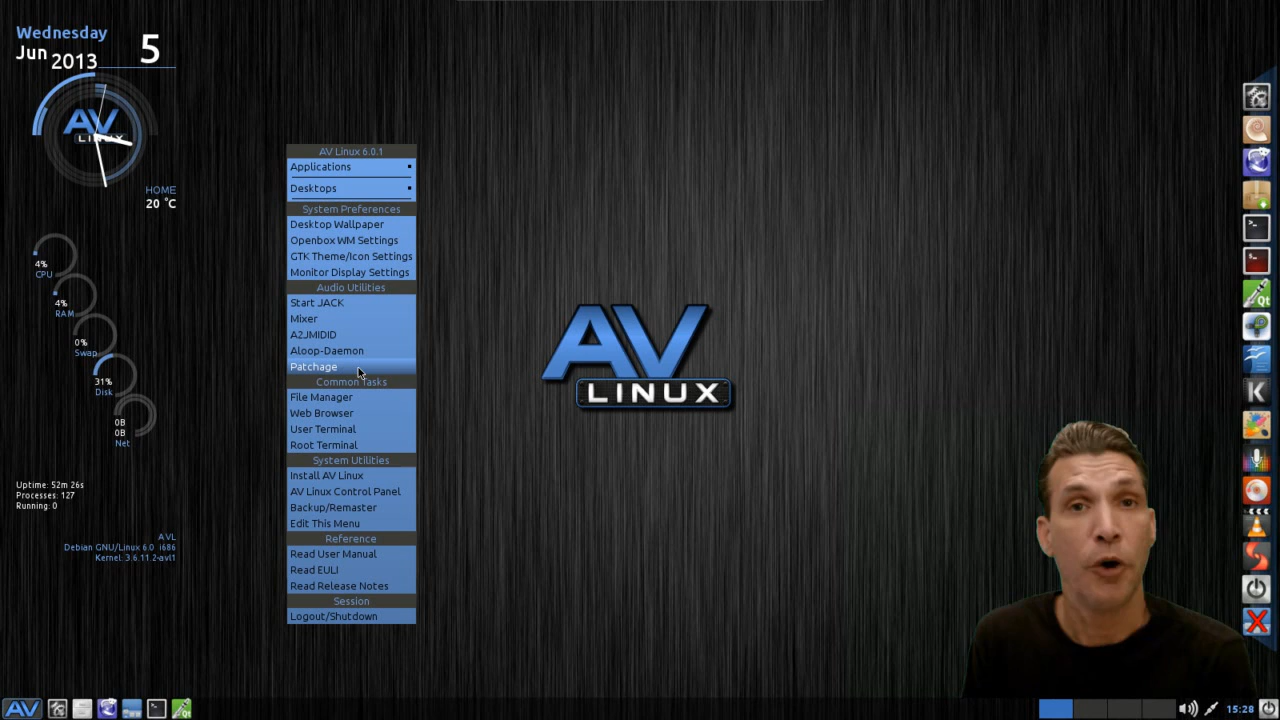 Wednesday
Jun 2013 5
AV
LINUX
HOME
20 °C
4%
CPU
4%
RAM
0%
Swap
31%
Disk
0B
0B
Net
Uptime: 52m 26s
Processes: 127
Running: 0
AVL
Debian GNU/Linux 6.0 i686
Kernel: 3.6.11.2-avl1
AV Linux 6.0.1
Applications
Desktops
System Preferences
Desktop Wallpaper
Openbox WM Settings
GTK Theme/Icon Settings
Monitor Display Settings
Audio Utilities
Start JACK
Mixer
A2JMIDID
Aloop-Daemon
Patchage
Common Tasks
File Manager
Web Browser
User Terminal
Root Terminal
System Utilities
Install AV Linux
AV Linux Control Panel
Backup/Remaster
Edit This Menu
Reference
Read User Manual
Read EULI
Read Release Notes
Session
Logout/Shutdown
AV
LINUX
Qt
K
AV
Qt
15:28